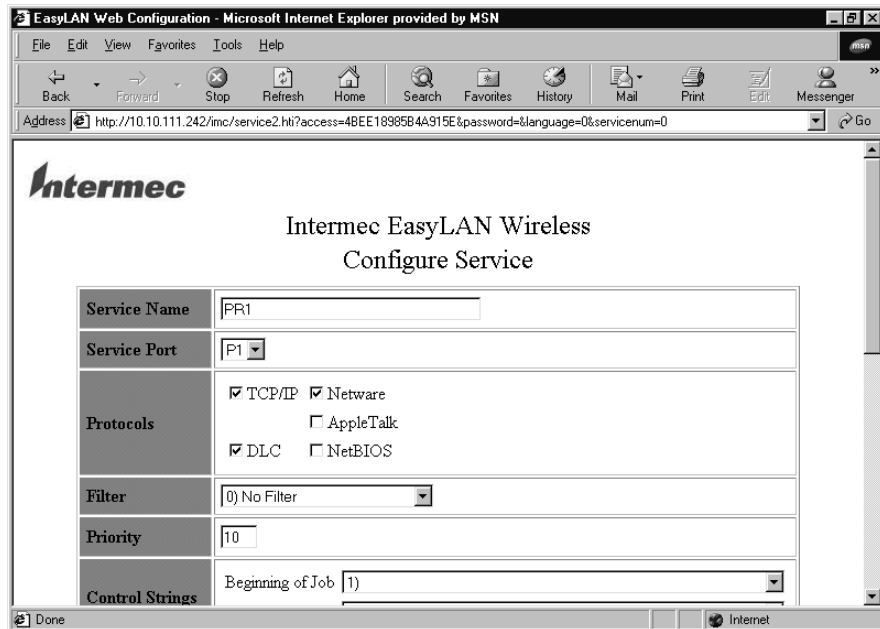 EasyLAN Web Configuration - Microsoft Internet Explorer provided by MSN
File Edit View Favorites Tools Help
msn
Back Forward Stop Refresh Home Search Favorites History Mail Print Edit Messenger »
Address http://10.10.111.242/imc/service2.hti?access=4BEE18985B4A915E&password=&language=0&servicenum=0 Go
Intermec
Intermec EasyLAN Wireless
Configure Service
Service Name PR1
Service Port P1
Protocols
TCP/IP Netware
AppleTalk
DLC NetBIOS
Filter 0) No Filter
Priority 10
Control Strings
Beginning of Job 1)
Done Internet